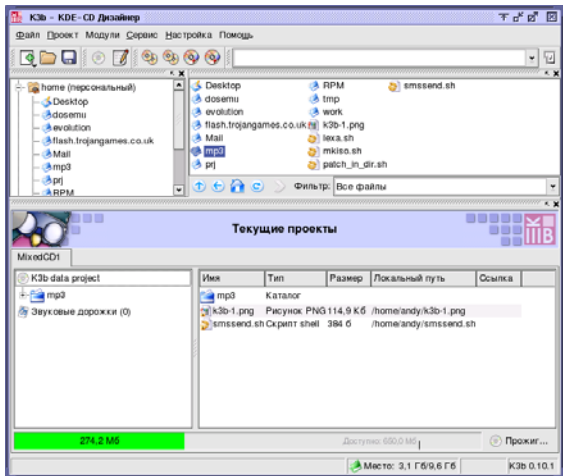 K3b - KDE-CD Дизайнер
Файл Проект Модули Сервис Настройка Помощь
home (персональный)
Desktop
dosemu
evolution
flash.trojangames.co.uk
Mail
mp3
prj
RPM
Desktop
dosemu
evolution
flash.trojangames.co.uk
Mail
mp3
prj
RPM
tmp
work
k3b-1.png
lexa.sh
mkiso.sh
patch_in_dir.sh
smssend.sh
Фильтр: Все файлы
Текущие проекты
MixedCD1
K3b data project
mp3
Звуковые дорожки (0)
Имя Тип Размер Локальный путь Ссылка
mp3 Каталог
k3b-1.png Рисунок PNG 114,9 Кб /home/andy/k3b-1.png
smssend.sh Скрипт shell 384 б /home/andy/smssend.sh
274.2 Мб
Доступно: 650.0 Мб
Прожиг...
Место: 3,1 Гб/9,6 Гб
K3b 0.10.1